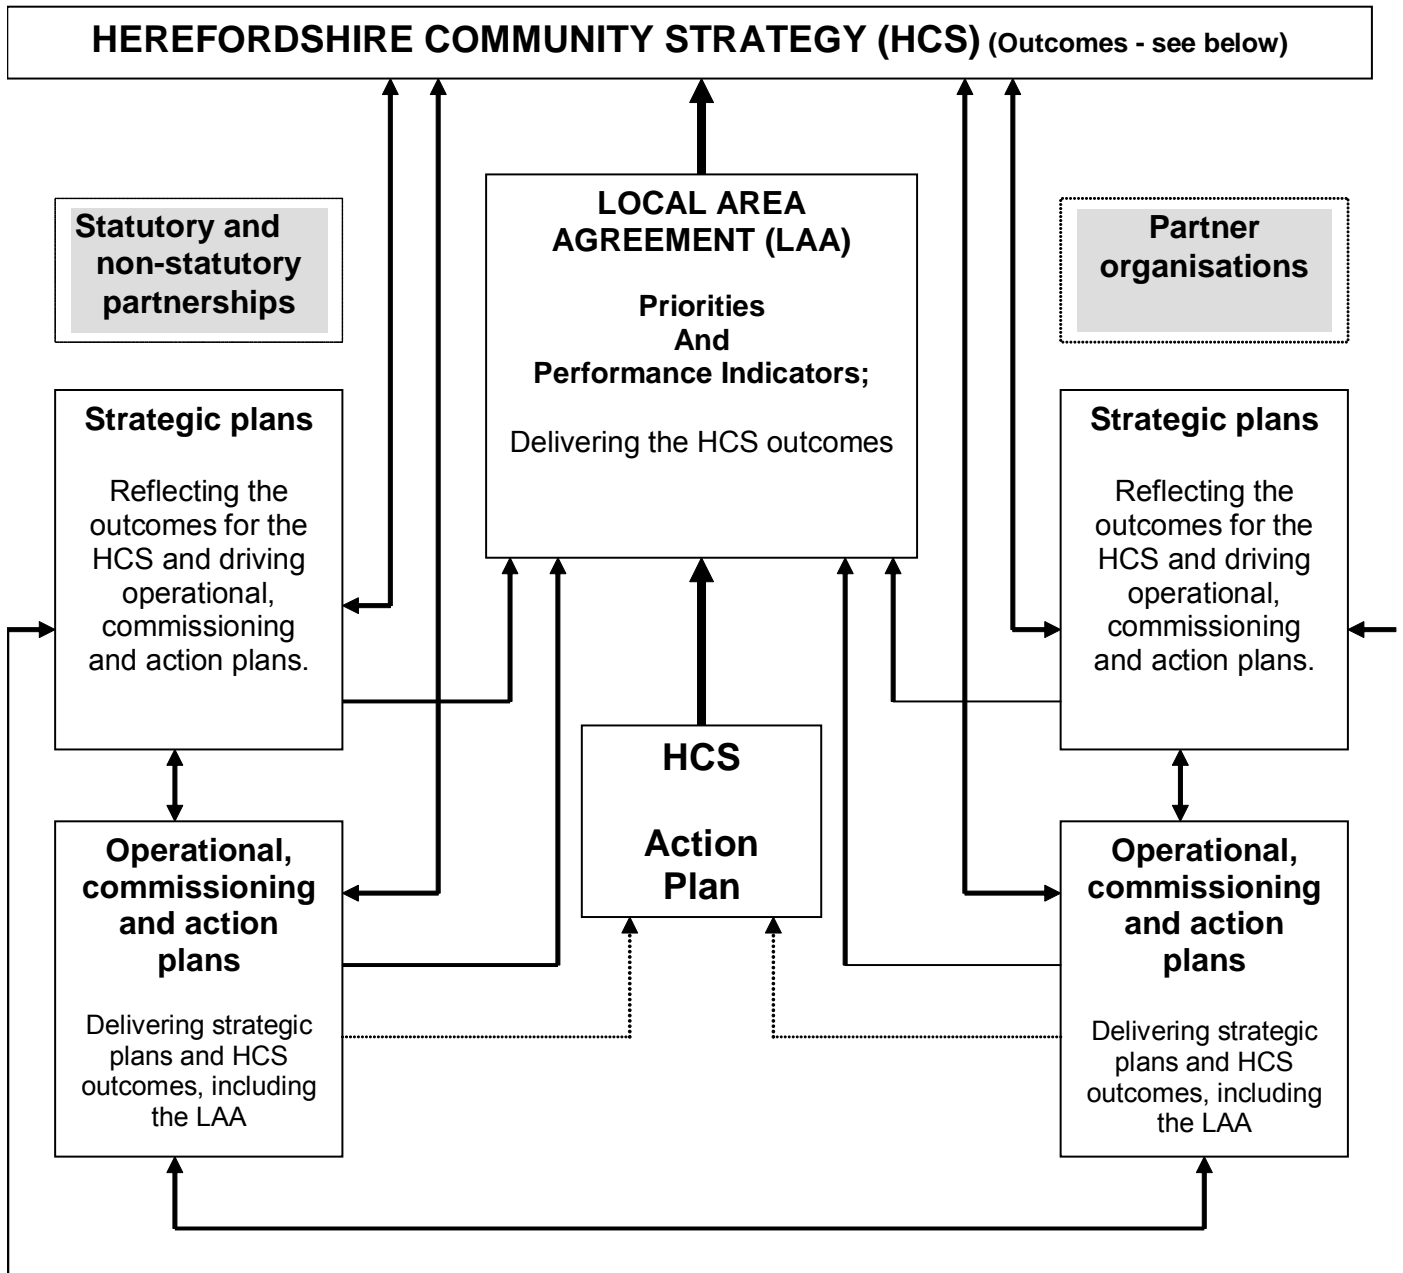 HEREFORDSHIRE COMMUNITY STRATEGY (HCS) (Outcomes - see below)
Statutory and
non-statutory
partnerships
LOCAL AREA
AGREEMENT (LAA)
Priorities
And
Performance Indicators;
Delivering the HCS outcomes
Partner
organisations
Strategic plans
Reflecting the
outcomes for the
HCS and driving
operational,
commissioning
and action plans.
Strategic plans
Reflecting the
outcomes for the
HCS and driving
operational,
commissioning
and action plans.
HCS
Action
Plan
Operational,
commissioning
and action
plans
Delivering strategic
plans and HCS
outcomes, including
the LAA
Operational,
commissioning
and action
plans
Delivering strategic
plans and HCS
outcomes, including
the LAA